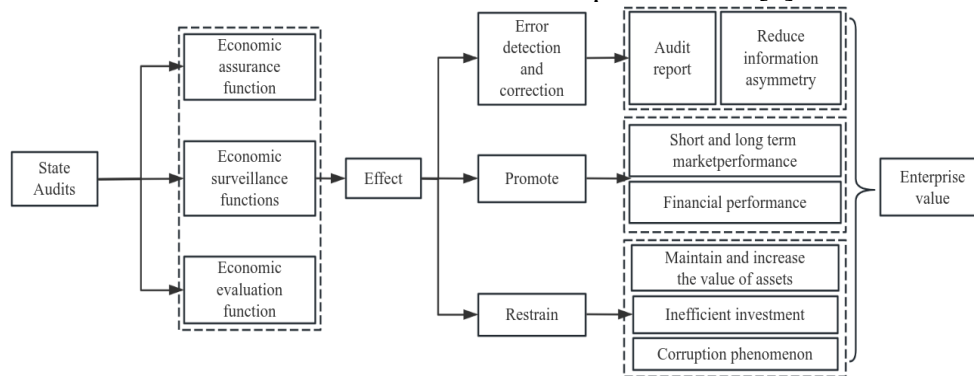 State
Audits
Economic
assurance
function
Economic
surveillance
functions
Economic
evaluation
function
Effect
Error
detection
and
correction
Promote
Restrain
Audit
report
Reduce
information
asymmetry
Short and long term
marketperformance
Financial performance
Maintain and increase
the value of assets
Inefficient investment
Corruption phenomenon
Enterprise
value